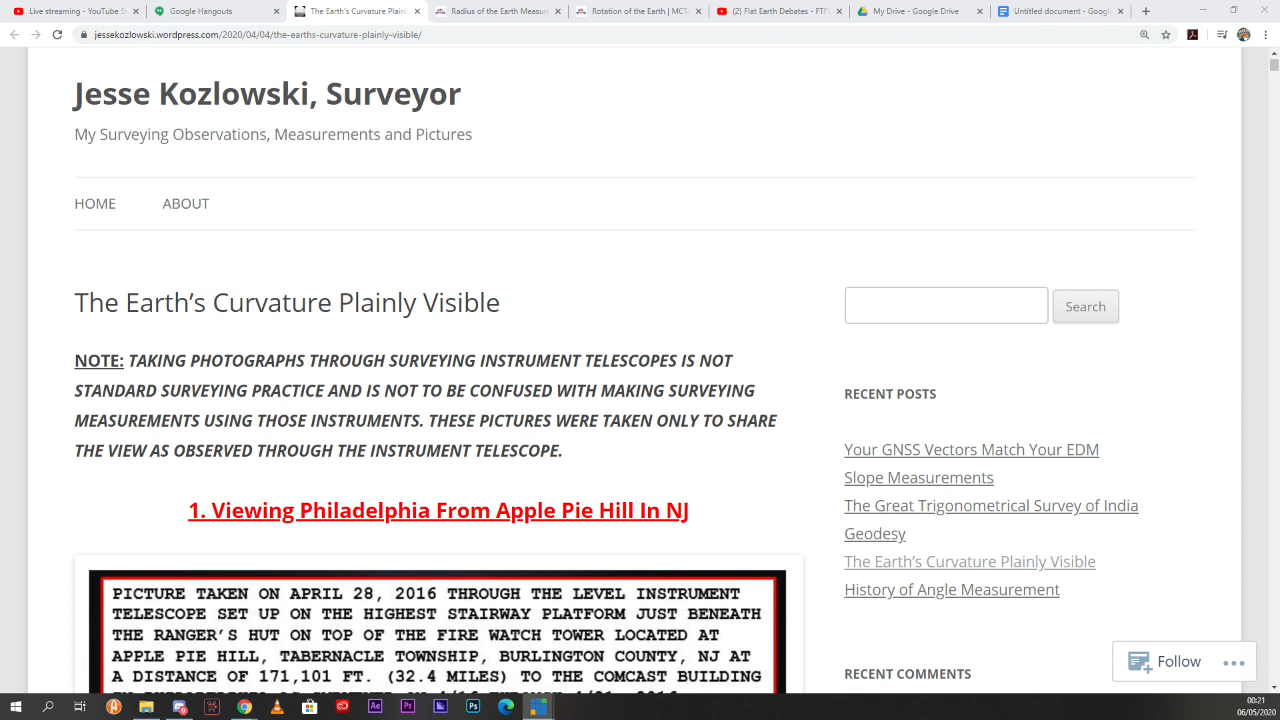 Live streaming - YouTube S
Google Hangouts
The Earth's Curvature Plainl
Radius of the Earth Measur
Rotation of the Earth | MCT
(2) Flat Earth Debates - FTF
My Drive - Google Drive
Untitled document - Google
jessekozlowski.wordpress.com/2020/04/04/the-earths-curvature-plainly-visible/
Jesse Kozlowski, Surveyor
My Surveying Observations, Measurements and Pictures
HOME ABOUT
The Earth's Curvature Plainly Visible
NOTE: TAKING PHOTOGRAPHS THROUGH SURVEYING INSTRUMENT TELESCOPES IS NOT
STANDARD SURVEYING PRACTICE AND IS NOT TO BE CONFUSED WITH MAKING SURVEYING
MEASUREMENTS USING THOSE INSTRUMENTS. THESE PICTURES WERE TAKEN ONLY TO SHARE
THE VIEW AS OBSERVED THROUGH THE INSTRUMENT TELESCOPE.
1. Viewing Philadelphia From Apple Pie Hill In NJ
PICTURE TAKEN ON APRIL 28, 2016 THROUGH THE LEVEL INSTRUMENT
TELESCOPE SET UP ON THE HIGHEST STAIRWAY PLATFORM JUST BENEATH
THE RANGER'S HUT ON TOP OF THE FIRE WATCH TOWER LOCATED AT
APPLE PIE HILL, TABERNACLE TOWNSHIP, BURLINGTON COUNTY, NJ AT
A DISTANCE OF 171,101 FT. (32.4 MILES) TO THE COMCAST BUILDING
Search
RECENT POSTS
Your GNSS Vectors Match Your EDM
Slope Measurements
The Great Trigonometrical Survey of India
Geodesy
The Earth's Curvature Plainly Visible
History of Angle Measurement
RECENT COMMENTS
Follow
Ae
Pr
Ps
00:21
06/05/2020